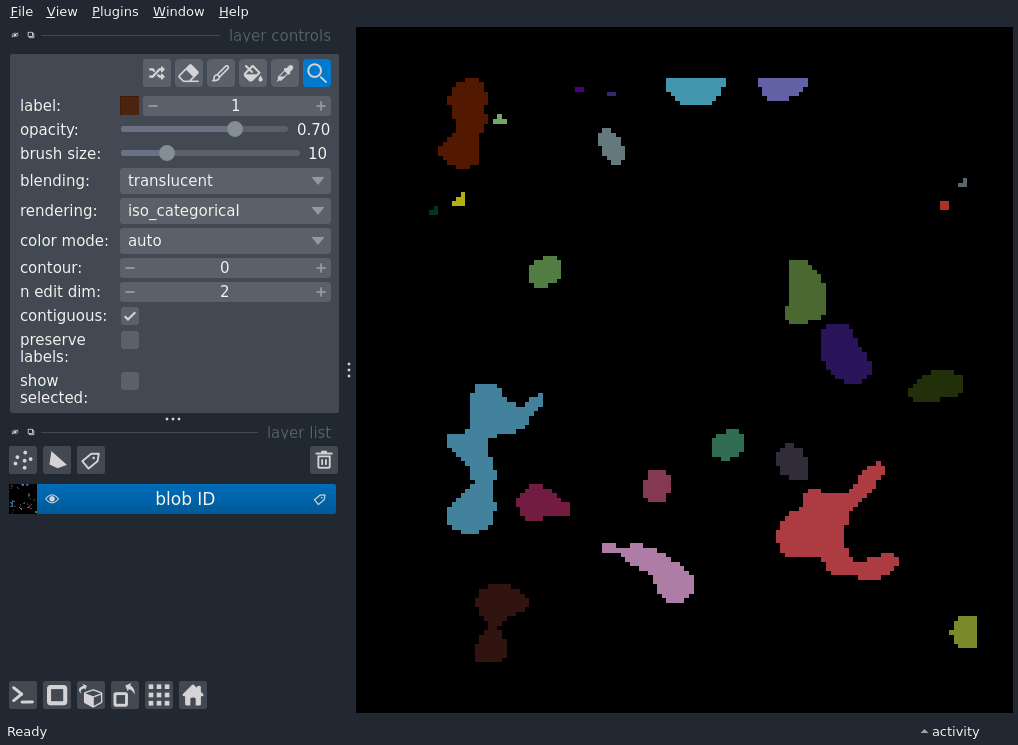 File View Plugins Window Help
layer controls
label: 1
opacity: 0.70
brush size: 10
blending: translucent
rendering: iso_categorical
color mode: auto
contour: 0
n edit dim: 2
contiguous:
preserve
labels:
show
selected:
layer list
blob ID
Ready
activity